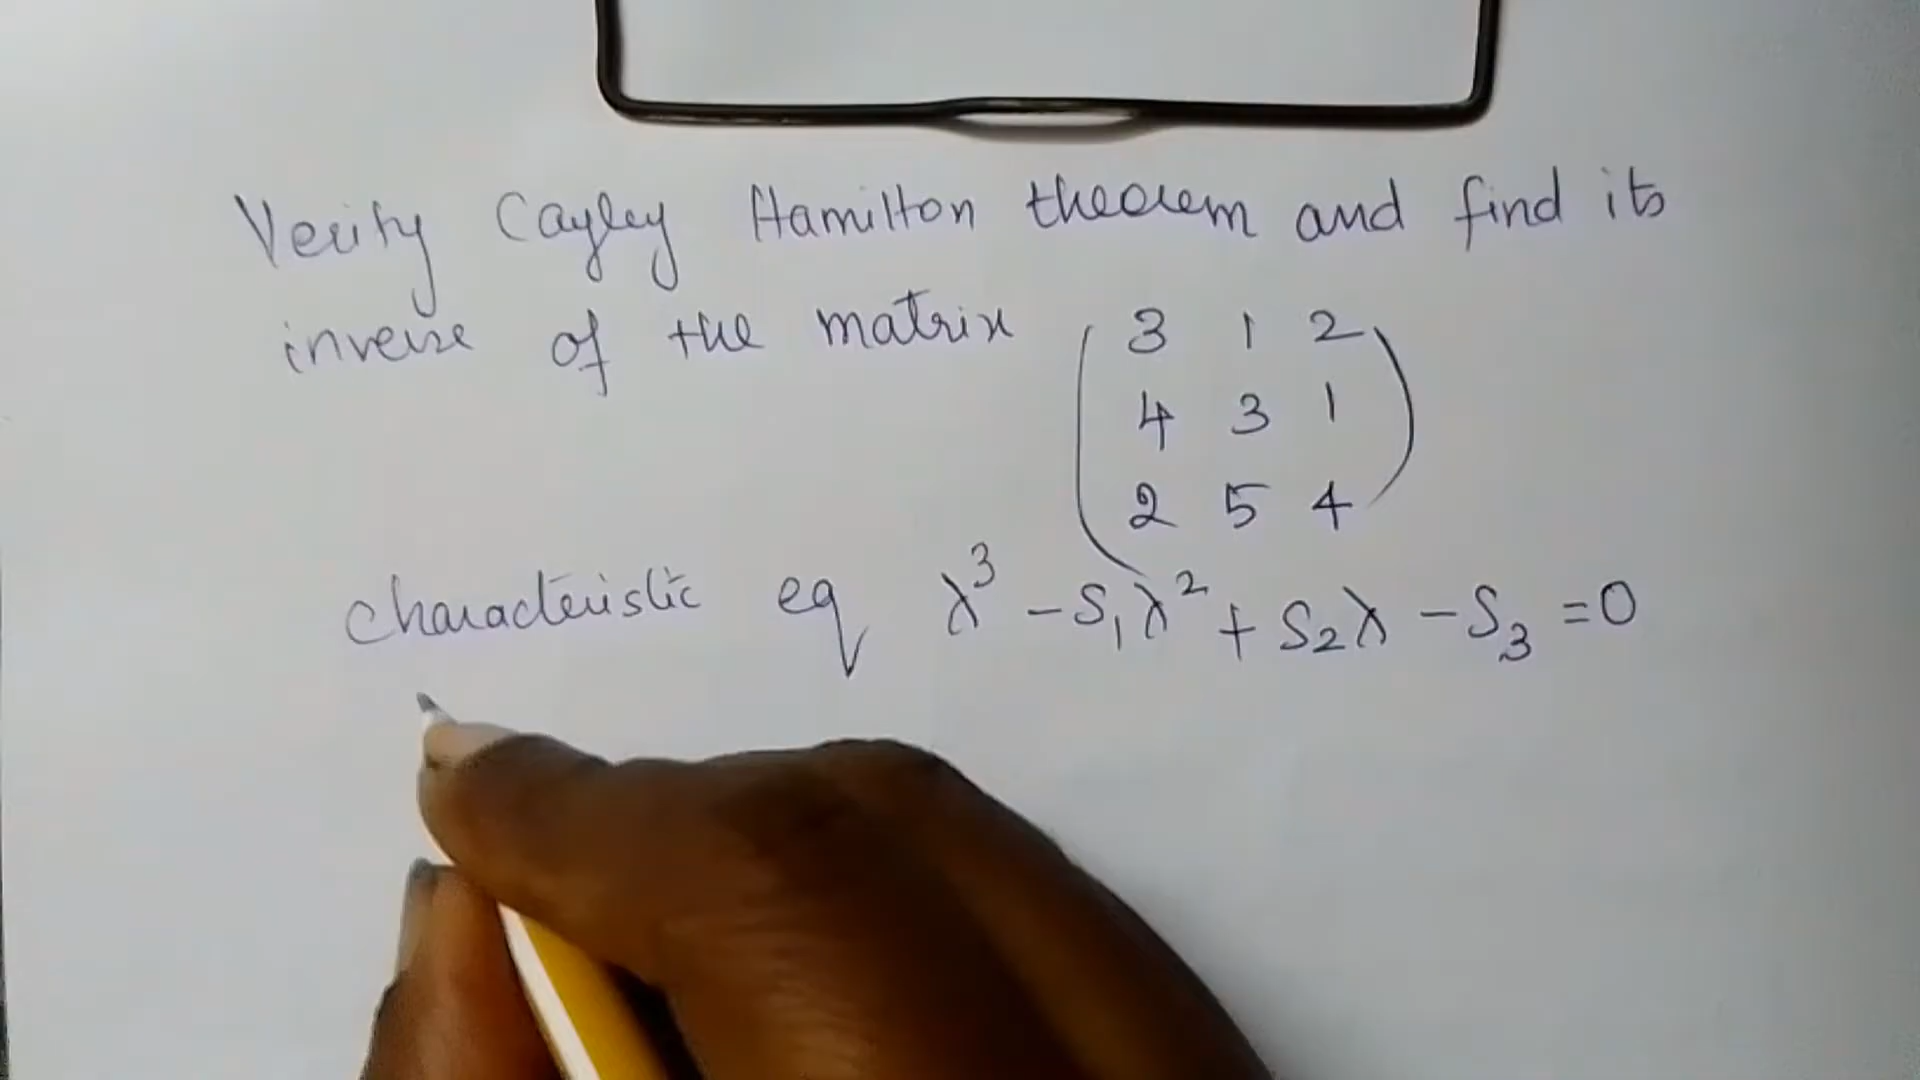 Verify Cayley Hamilton theorem and find its
inverse of the matrix
3 1 2
4 3 1
2 5 4
characteristic eq λ³ - S₁λ² + S₂λ - S₃ = 0